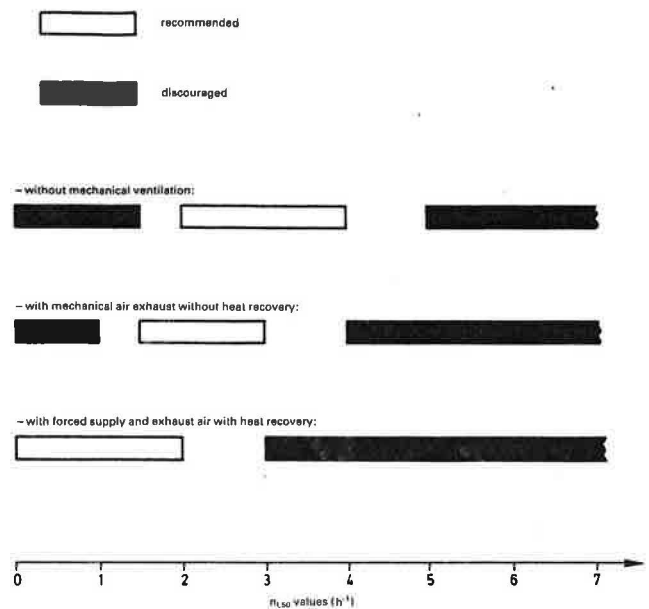 recommended
discouraged
– without mechanical ventilation:
– with mechanical air exhaust without heat recovery:
– with forced supply and exhaust air with heat recovery:
0 1 2 3 4 5 6 7
nL50 values (h⁻¹)